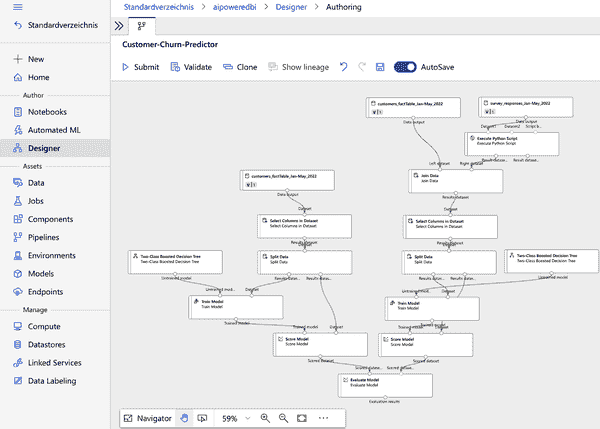 Standardverzeichnis > aipoweredbi > Designer > Authoring
Standardverzeichnis
New
Home
Author
Notebooks
Automated ML
Designer
Assets
Data
Jobs
Components
Pipelines
Environments
Models
Endpoints
Manage
Compute
Datastores
Linked Services
Data Labeling
Customer-Churn-Predictor
Submit Validate Clone Show lineage AutoSave
customers_factTable_Jan-May_2022
Data output
survey_responses_Jan-May_2022
Data output
Dataset1 Dataset2 Script b...
Execute Python Script
Execute Python Script
Result dataset... Result dataset...
Left dataset Right dataset
Join Data
Join Data
Results dataset
customers_factTable_Jan-May_2022
Data output
Dataset
Select Columns in Dataset
Select Columns in Dataset
Results dataset
Dataset
Select Columns in Dataset
Select Columns in Dataset
Results dataset
Two-Class Boosted Decision Tree
Two-Class Boosted Decision Tree
Untrained model
Dataset
Split Data
Split Data
Results datas... Results datas...
Dataset
Split Data
Split Data
Results datas... Results datas...
Two-Class Boosted Decision Tree
Two-Class Boosted Decision Tree
Untrained model
Untrained mod... Dataset
Train Model
Train Model
Trained model
Untrained mod... Dataset
Train Model
Train Model
Trained model
Trained model Dataset
Score Model
Score Model
Scored dataset
Trained model Dataset
Score Model
Score Model
Scored dataset
Scored datase... Scored datase...
Evaluate Model
Evaluate Model
Evaluation results
Navigator 59%